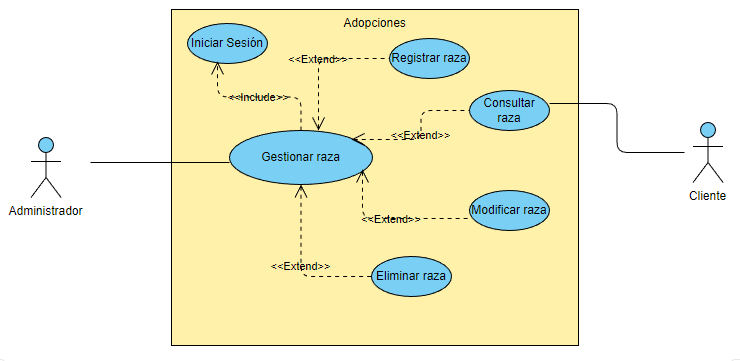 Adopciones
Iniciar Sesión
<<Extend>>
Registrar raza
<<Include>>
Consultar
raza
<<Extend>>
Gestionar raza
Administrador
Cliente
Modificar raza
<<Extend>>
<<Extend>>
Eliminar raza